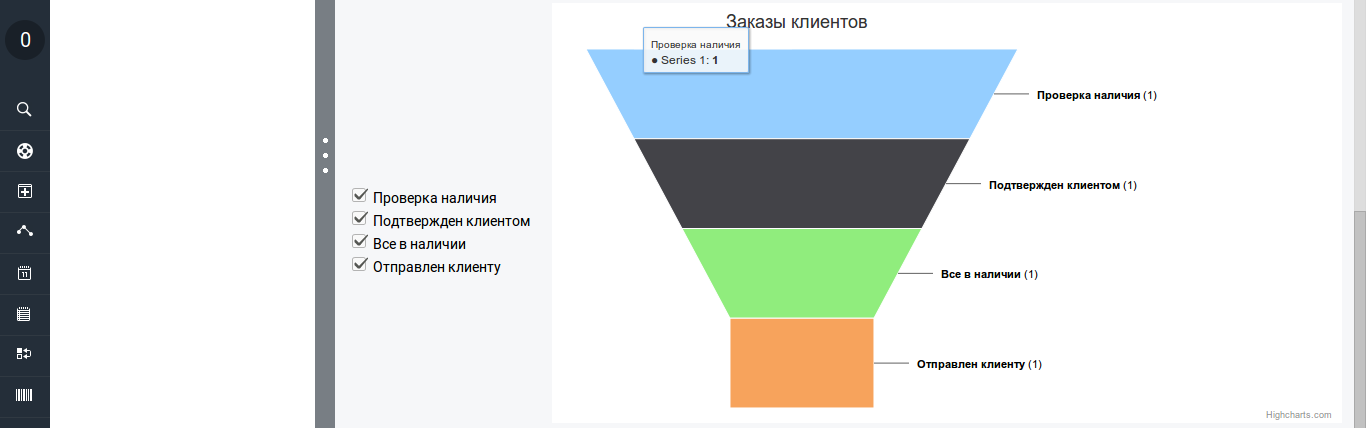 0
11
Проверка наличия
Подтвержден клиентом
Все в наличии
Отправлен клиенту
Заказы клиентов
Проверка наличия
● Series 1: 1
Проверка наличия (1)
Подтвержден клиентом (1)
Все в наличии (1)
Отправлен клиенту (1)
Highcharts.com